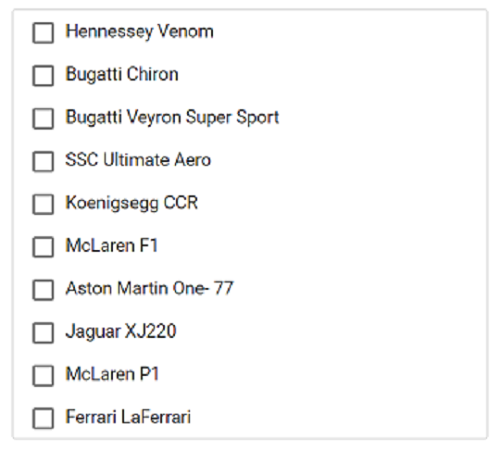 Hennessey Venom
Bugatti Chiron
Bugatti Veyron Super Sport
SSC Ultimate Aero
Koenigsegg CCR
McLaren F1
Aston Martin One- 77
Jaguar XJ220
McLaren P1
Ferrari LaFerrari